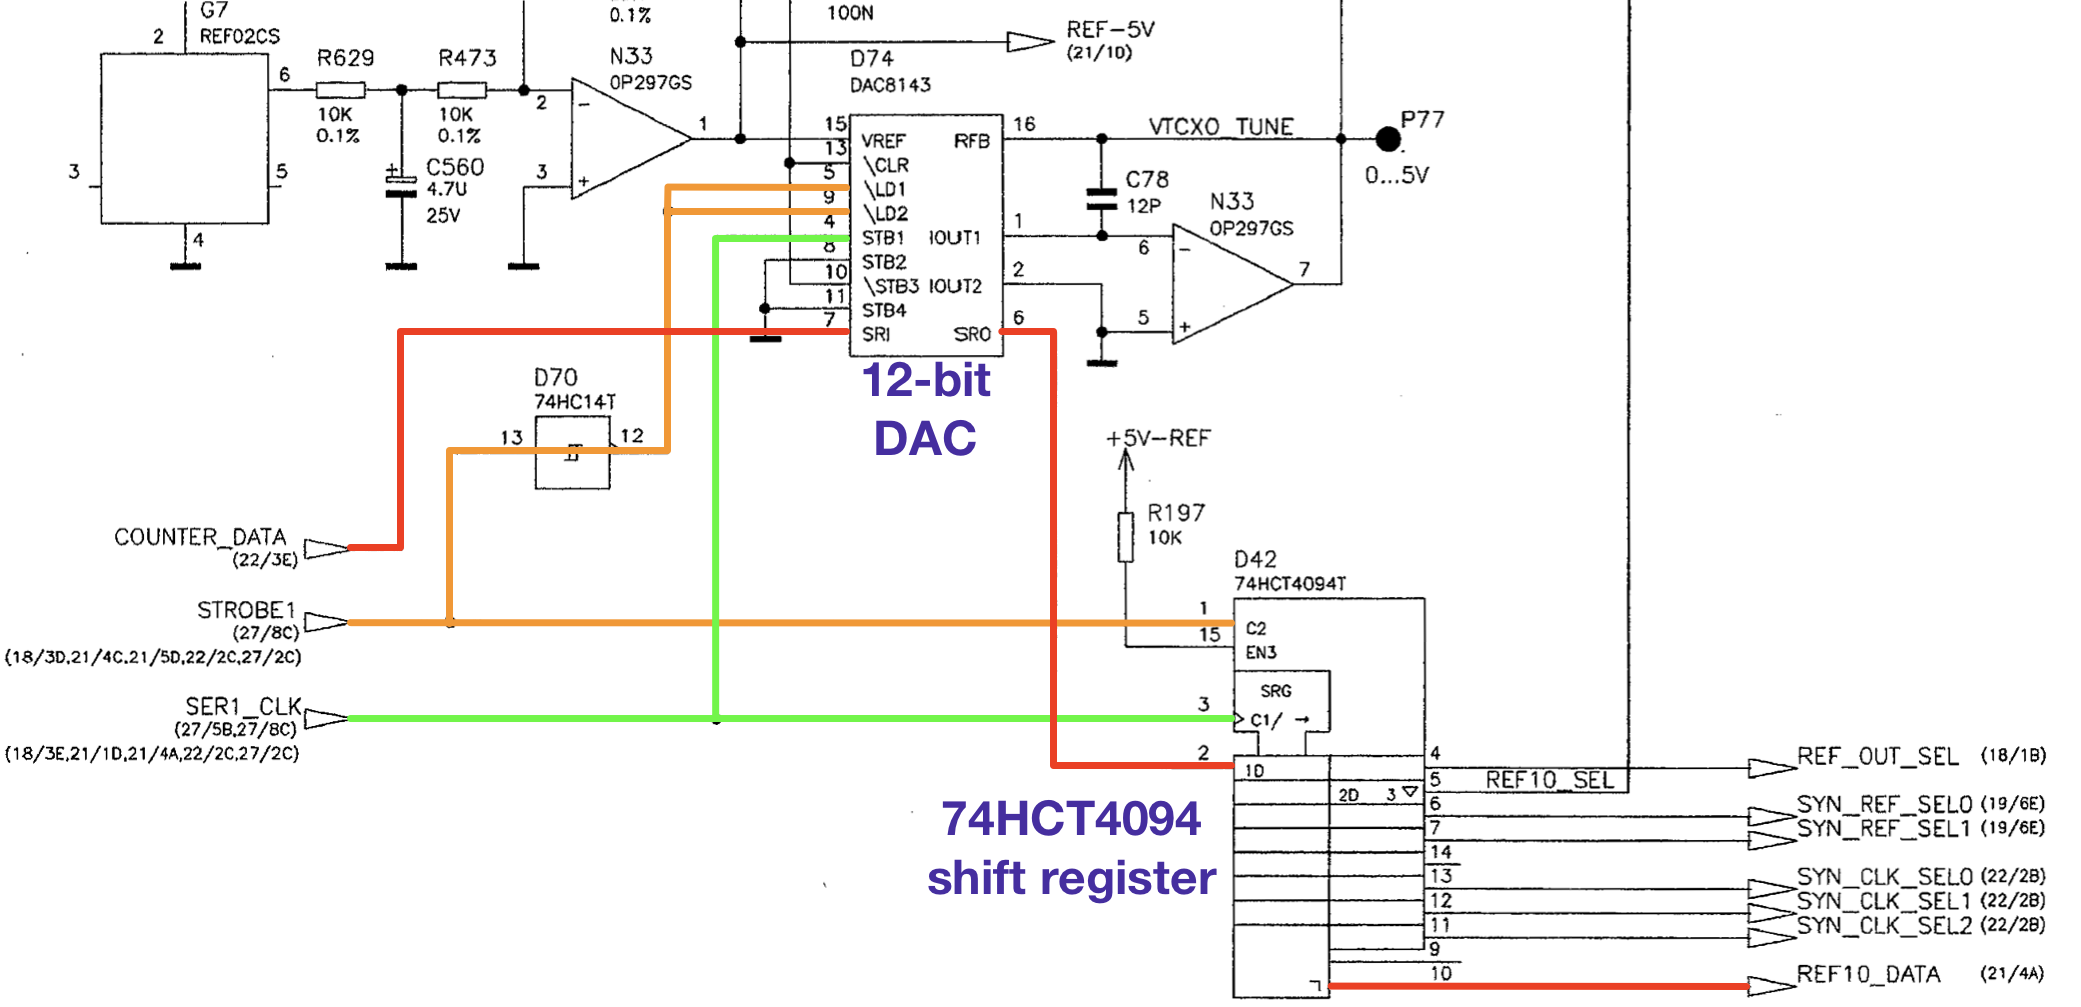 G7
REF02CS
2
6
3
5
4
R629
10K
0.1%
R473
10K
0.1%
C560
+
4.7U
25V
0.1%
N33
OP297GS
2
3
1
-
+
100N
REF-5V
(21/1D)
D74
DAC8143
15
VREF
13
\CLR
5
\LD1
9
\LD2
4
STB1
8
STB2
10
\STB3
11
STB4
7
SRI
RFB
16
IOUT1
1
IOUT2
2
SRO
6
12-bit
DAC
VTCXO_TUNE
P77
0...5V
C78
12P
N33
OP297GS
6
5
7
-
+
D70
74HC14T
13
12
+5V-REF
R197
10K
COUNTER_DATA
(22/3E)
STROBE1
(27/8C)
(18/3D,21/4C,21/5D,22/2C,27/2C)
SER1_CLK
(27/5B,27/8C)
(18/3E,21/1D,21/4A,22/2C,27/2C)
D42
74HCT4094T
1
C2
15
EN3
SRG
3
C1/ →
2
1D
2D 3
74HCT4094
shift register
4
REF_OUT_SEL (18/1B)
5
REF10_SEL
6
SYN_REF_SEL0 (19/6E)
7
SYN_REF_SEL1 (19/6E)
14
13
SYN_CLK_SEL0 (22/2B)
12
SYN_CLK_SEL1 (22/2B)
11
SYN_CLK_SEL2 (22/2B)
9
10
REF10_DATA (21/4A)